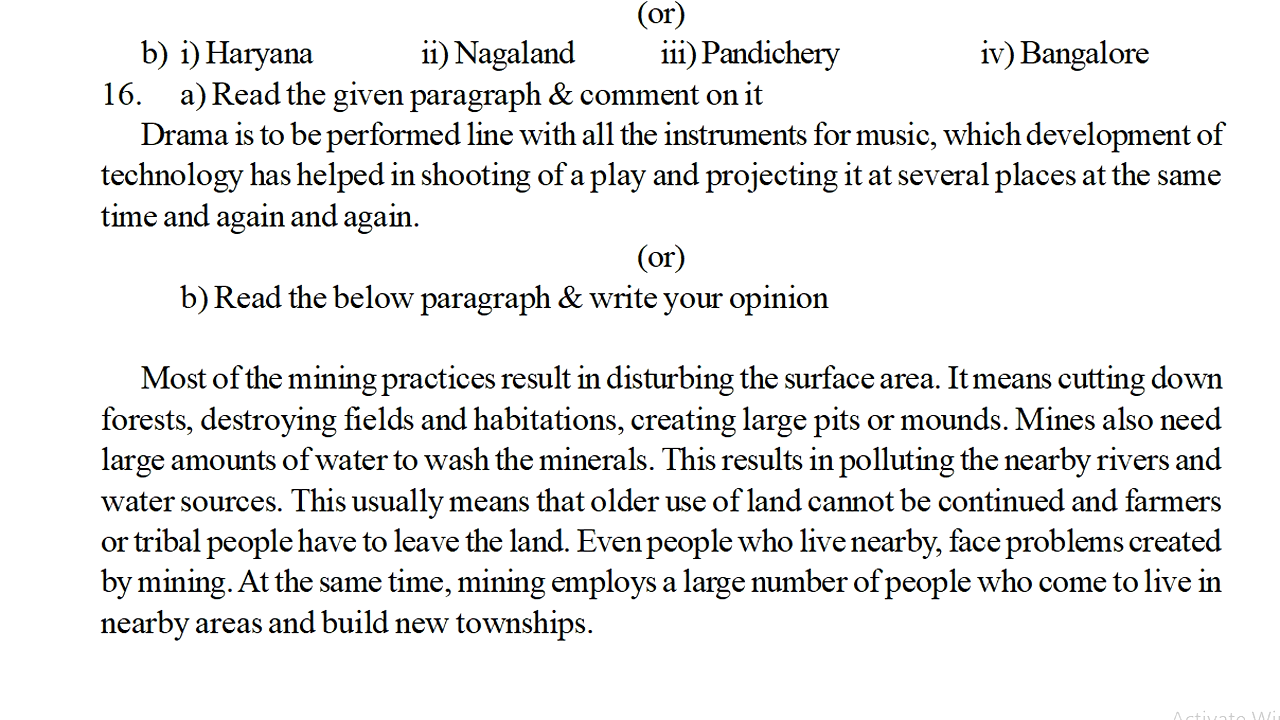 (or)
b) i) Haryana ii) Nagaland iii) Pandichery iv) Bangalore
16. a) Read the given paragraph & comment on it
Drama is to be performed line with all the instruments for music, which development of
technology has helped in shooting of a play and projecting it at several places at the same
time and again and again.
(or)
b) Read the below paragraph & write your opinion
Most of the mining practices result in disturbing the surface area. It means cutting down
forests, destroying fields and habitations, creating large pits or mounds. Mines also need
large amounts of water to wash the minerals. This results in polluting the nearby rivers and
water sources. This usually means that older use of land cannot be continued and farmers
or tribal people have to leave the land. Even people who live nearby, face problems created
by mining. At the same time, mining employs a large number of people who come to live in
nearby areas and build new townships.